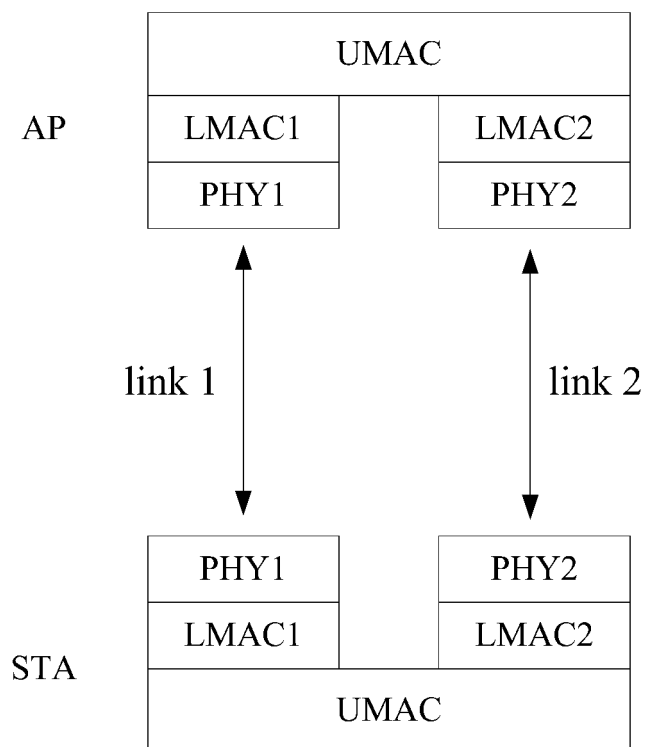 UMAC
AP
LMAC1 LMAC2
PHY1 PHY2
link 1 link 2
PHY1 PHY2
LMAC1 LMAC2
STA
UMAC